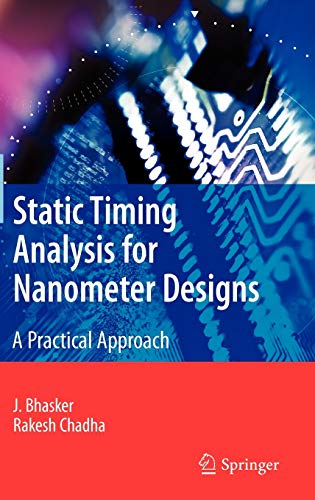 Static Timing
Analysis for
Nanometer Designs
A Practical Approach
J. Bhasker
Rakesh Chadha
Springer